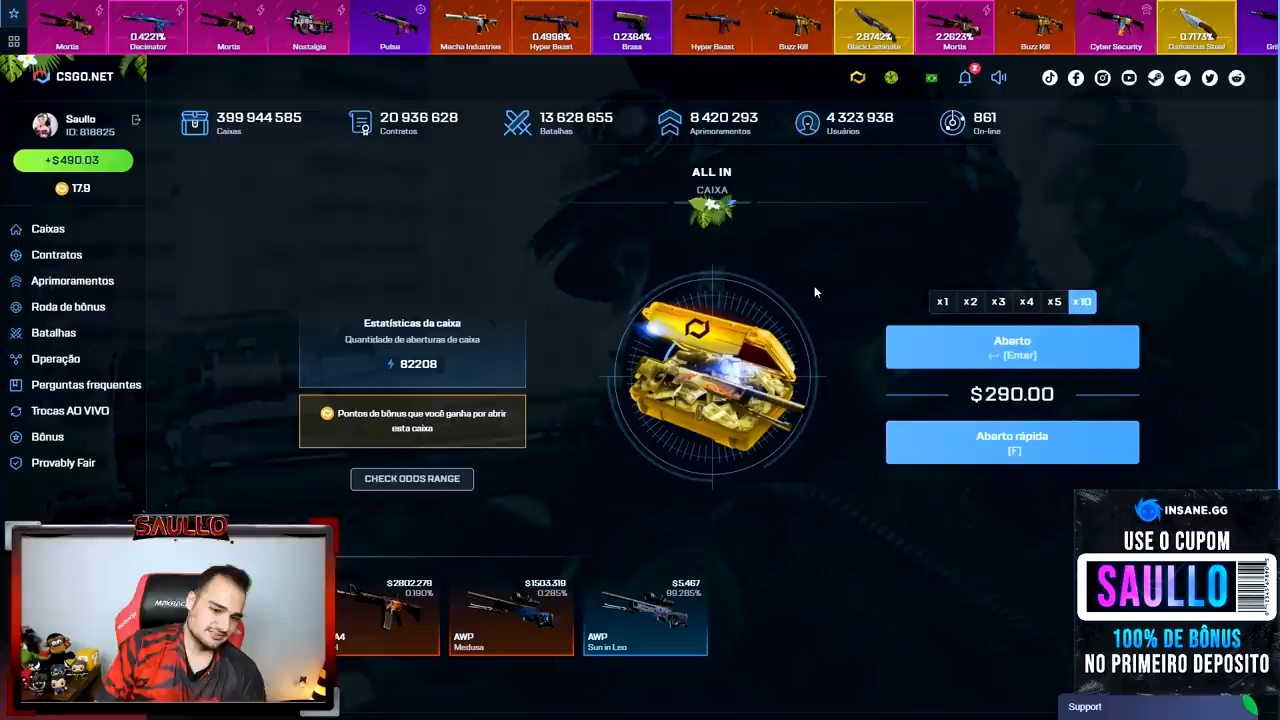 Mortis
0.4221%
Decimator
Mortis
Nostalgia
Pulse
Mecha Industries
0.4998%
Hyper Beast
0.2364%
Brass
Hyper Beast
Buzz Kill
2.8742%
Black Laminate
2.2623%
Mortis
Buzz Kill
Cyber Security
0.7173%
Damascus Steel
CSGO.NET
2
Saullo
ID: 818825
+$490.03
17.9
399 944 585
Caixas
20 936 628
Contratos
13 628 655
Batalhas
8 420 293
Aprimoramentos
4 323 938
Usuários
861
On-line
Caixas
Contratos
Aprimoramentos
Roda de bônus
Batalhas
Operação
Perguntas frequentes
Trocas AO VIVO
Bônus
Provably Fair
ALL IN
CAIXA
Estatísticas da caixa
Quantidade de aberturas de caixa
82208
Pontos de bônus que você ganha por abrir
esta caixa
CHECK ODDS RANGE
x1 x2 x3 x4 x5 x10
Aberto
[Enter]
$290.00
Aberto rápida
[F]
$2802.279
0.190%
A4
$1503.319
0.285%
AWP
Medusa
$5.467
99.285%
AWP
Sun in Leo
SAULLO
MAXRACER
INSANE.GG
USE O CUPOM
SAULLO
100% DE BÔNUS
NO PRIMEIRO DEPOSITO
Support